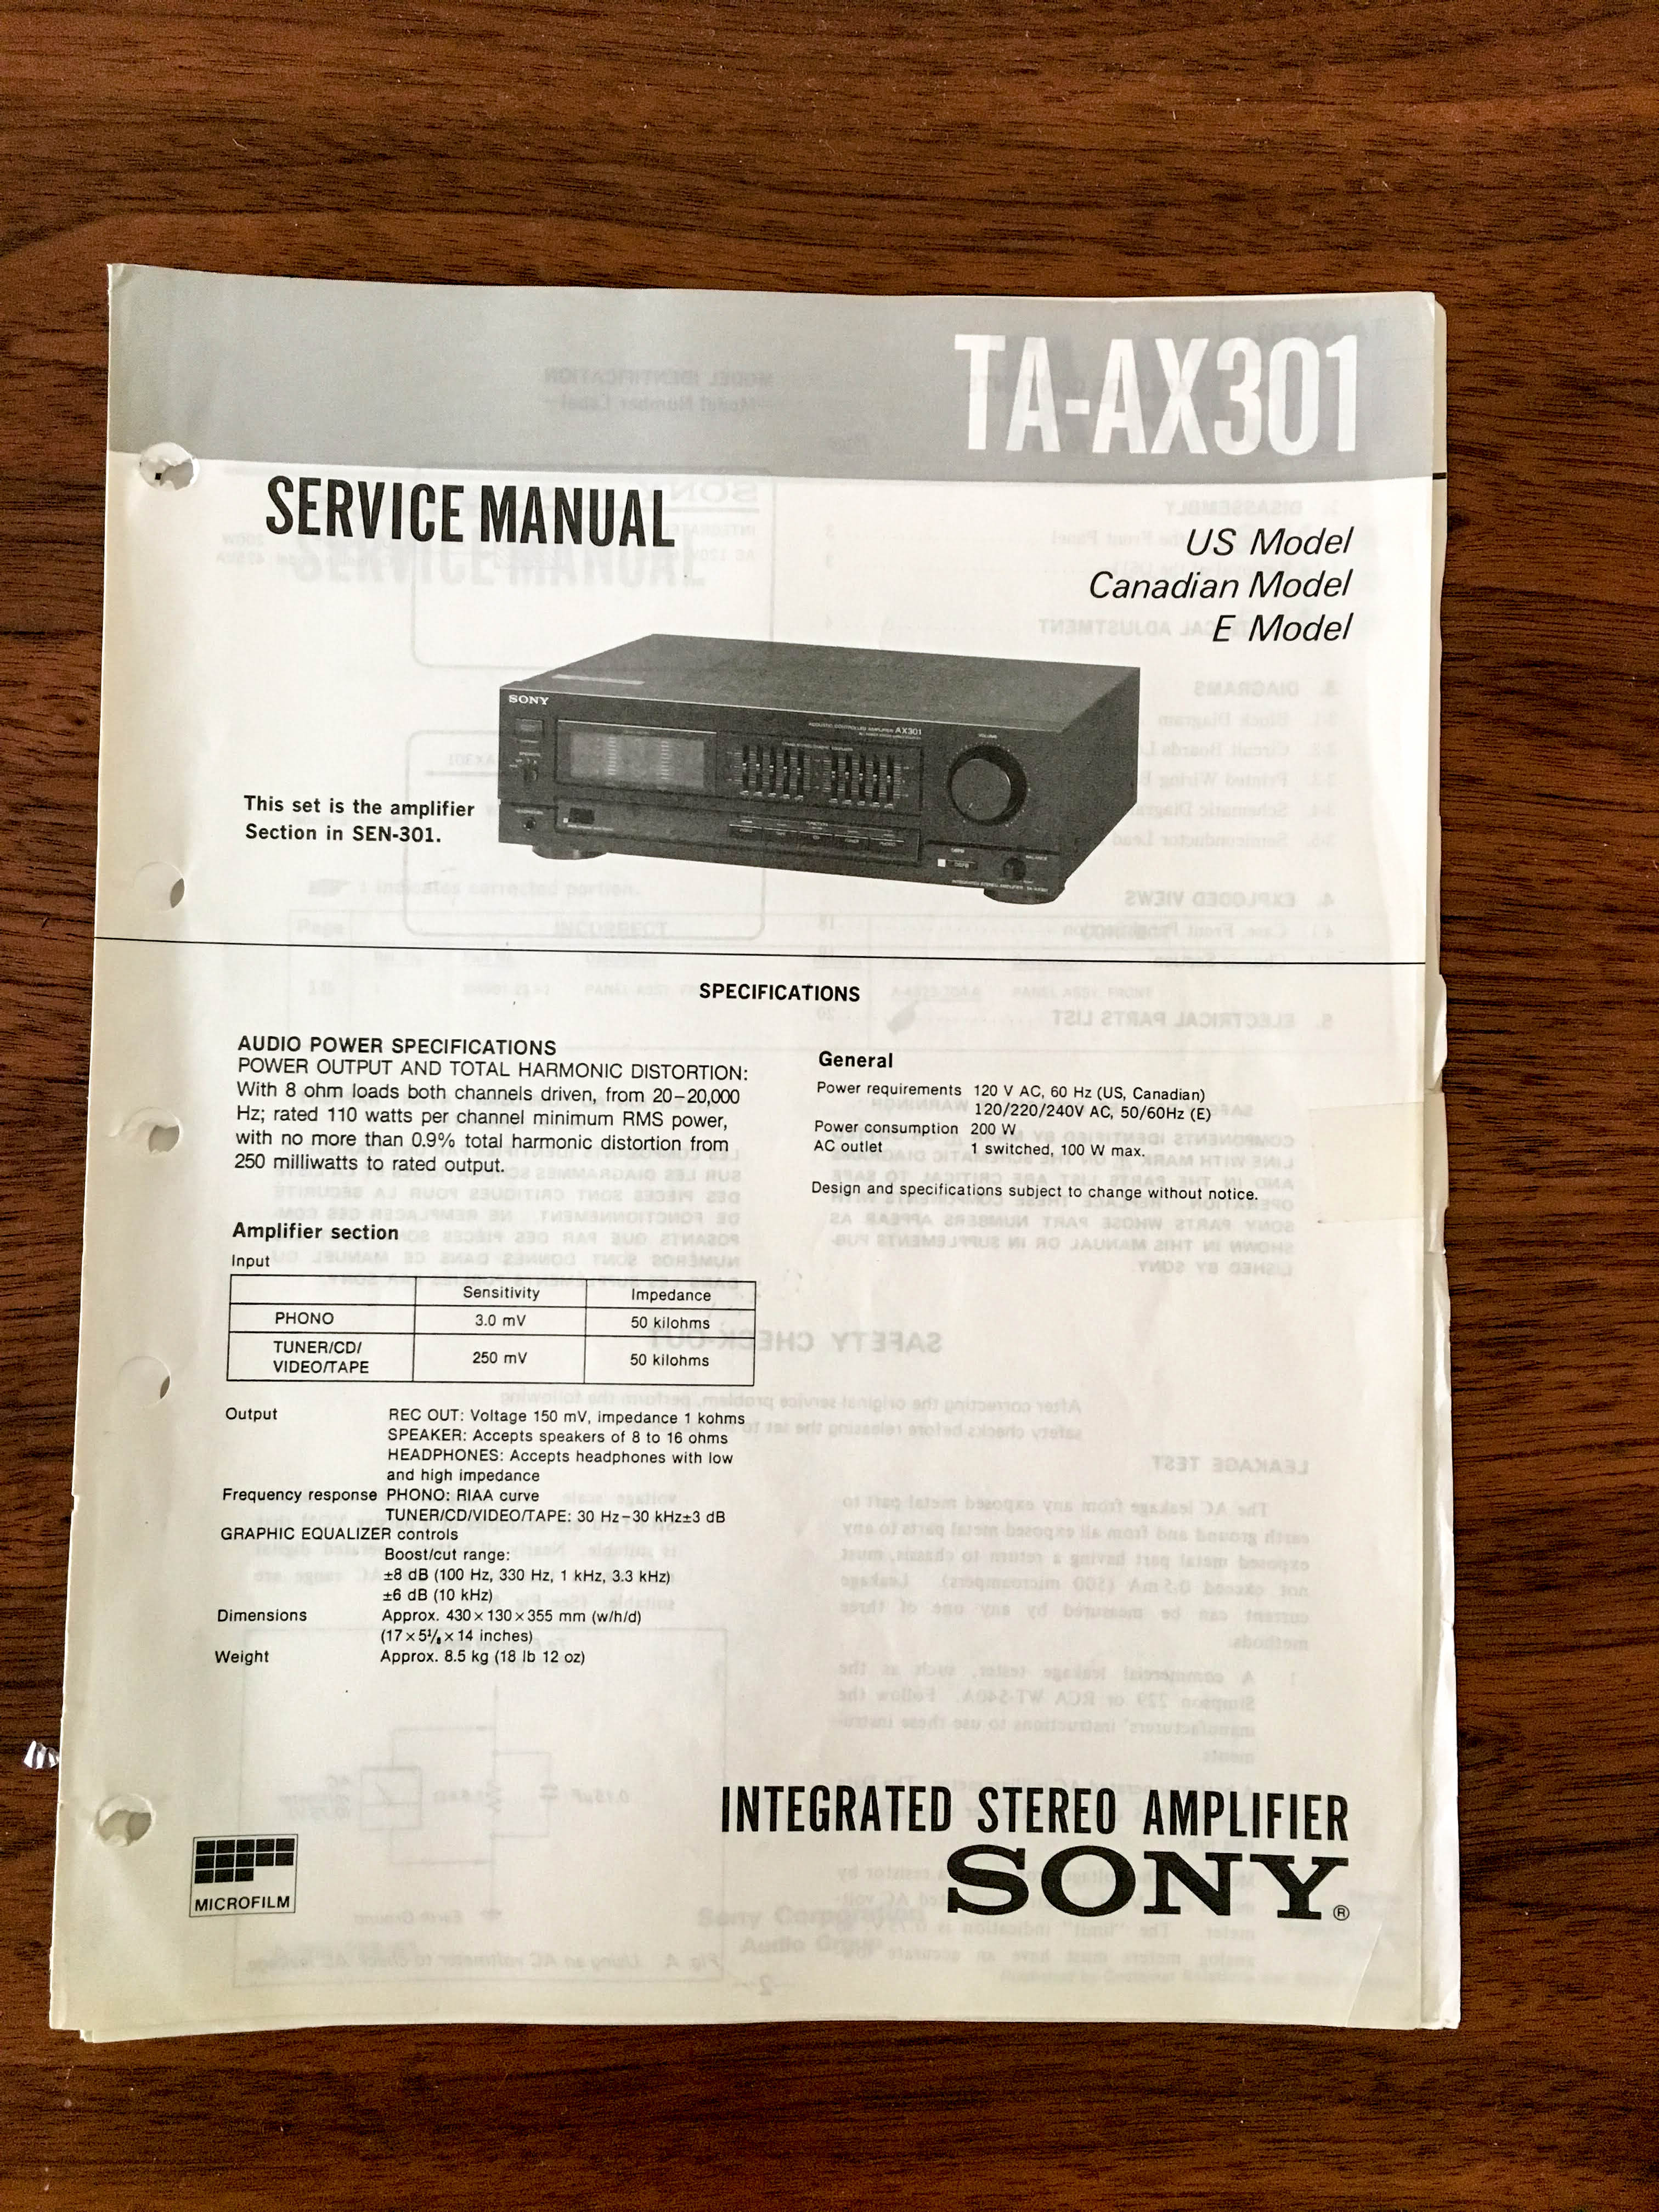 TA-AX301
SERVICE MANUAL
US Model
Canadian Model
E Model
SONY
AX301
VOLUME
This set is the amplifier
Section in SEN-301.
SPECIFICATIONS
AUDIO POWER SPECIFICATIONS
POWER OUTPUT AND TOTAL HARMONIC DISTORTION:
With 8 ohm loads both channels driven, from 20–20,000
Hz; rated 110 watts per channel minimum RMS power,
with no more than 0.9% total harmonic distortion from
250 milliwatts to rated output.
Amplifier section
Input
Sensitivity Impedance
PHONO 3.0 mV 50 kilohms
TUNER/CD/
VIDEO/TAPE 250 mV 50 kilohms
Output REC OUT: Voltage 150 mV, impedance 1 kohms
SPEAKER: Accepts speakers of 8 to 16 ohms
HEADPHONES: Accepts headphones with low
and high impedance
Frequency response PHONO: RIAA curve
TUNER/CD/VIDEO/TAPE: 30 Hz–30 kHz±3 dB
GRAPHIC EQUALIZER controls
Boost/cut range:
±8 dB (100 Hz, 330 Hz, 1 kHz, 3.3 kHz)
±6 dB (10 kHz)
Dimensions Approx. 430×130×355 mm (w/h/d)
(17×5⅛×14 inches)
Weight Approx. 8.5 kg (18 lb 12 oz)
General
Power requirements 120 V AC, 60 Hz (US, Canadian)
120/220/240V AC, 50/60Hz (E)
Power consumption 200 W
AC outlet 1 switched, 100 W max.
Design and specifications subject to change without notice.
INTEGRATED STEREO AMPLIFIER
SONY®
MICROFILM